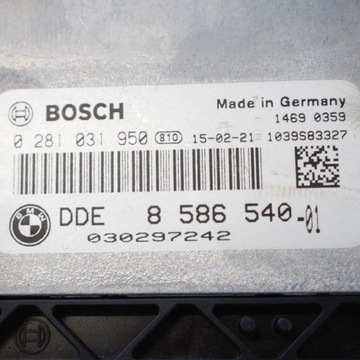 BOSCH Made in Germany
1469 0359
0 281 031 950 810 15-02-21 1039S83327
BMW DDE 8 586 540-01
030297242